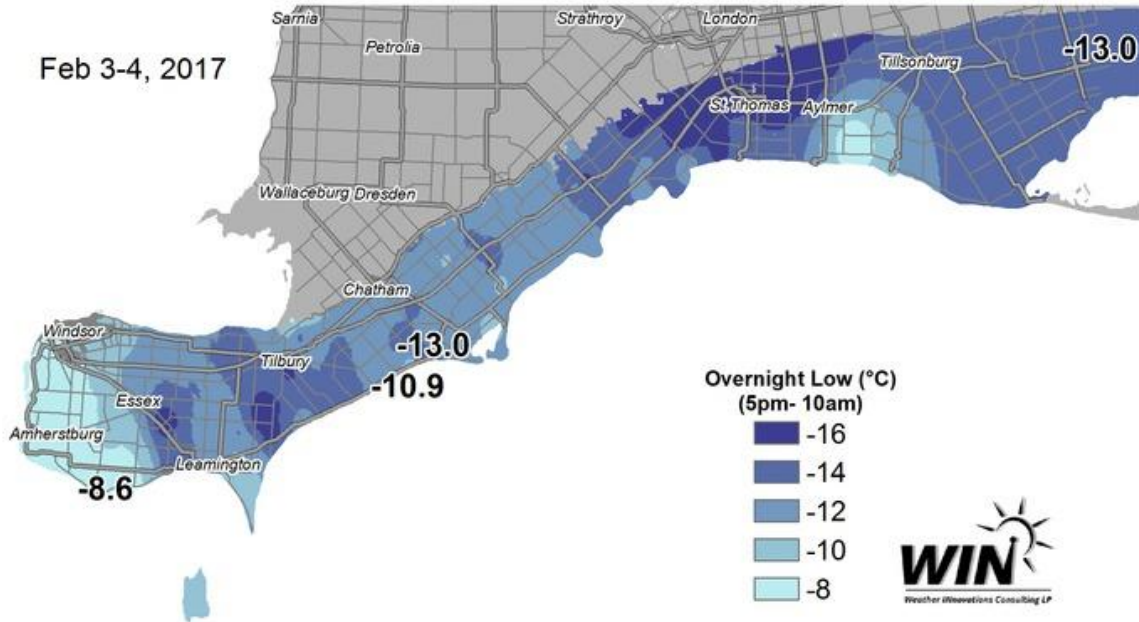 Sarnia
Strathroy
London
Petrolia
Feb 3-4, 2017
-13.0
Tillsonburg
St Thomas
Aylmer
Wallaceburg
Dresden
Chatham
Windsor
-13.0
Tilbury
-10.9
Essex
Amherstburg
Leamington
-8.6
Overnight Low (°C)
(5pm- 10am)
-16
-14
-12
-10
-8
WIN
Weather INnovations Consulting LP